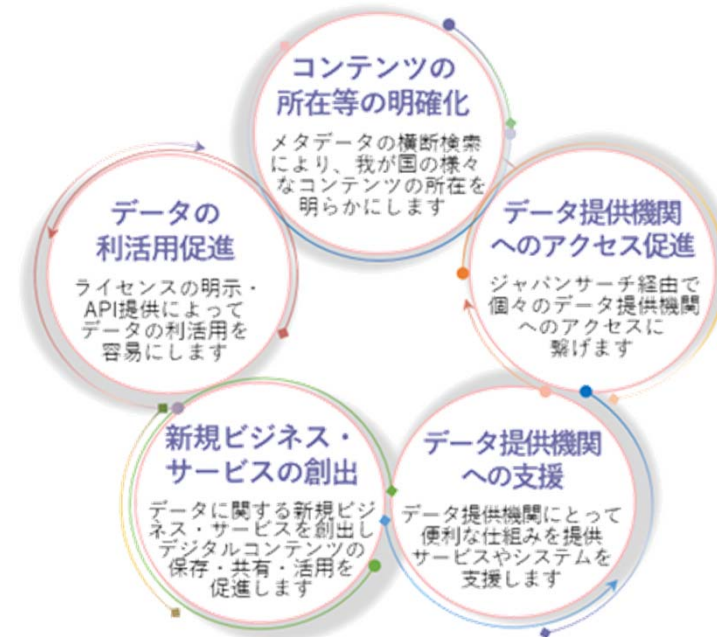 コンテンツの
所在等の明確化
メタデータの横断検索
により、我が国の様々
なコンテンツの所在を
明らかにします
データ提供機関
へのアクセス促進
ジャパンサーチ経由で
個々のデータ提供機関
へのアクセスに
繋げます
データ提供機関
への支援
データ提供機関にとって
便利な仕組みを提供
サービスやシステムを
支援します
新規ビジネス・
サービスの創出
データに関する新規ビジ
ネス・サービスを創出し
デジタルコンテンツの
保存・共有・活用を
促進します
データの
利活用促進
ライセンスの明示・
API提供によって
データの利活用を
容易にします